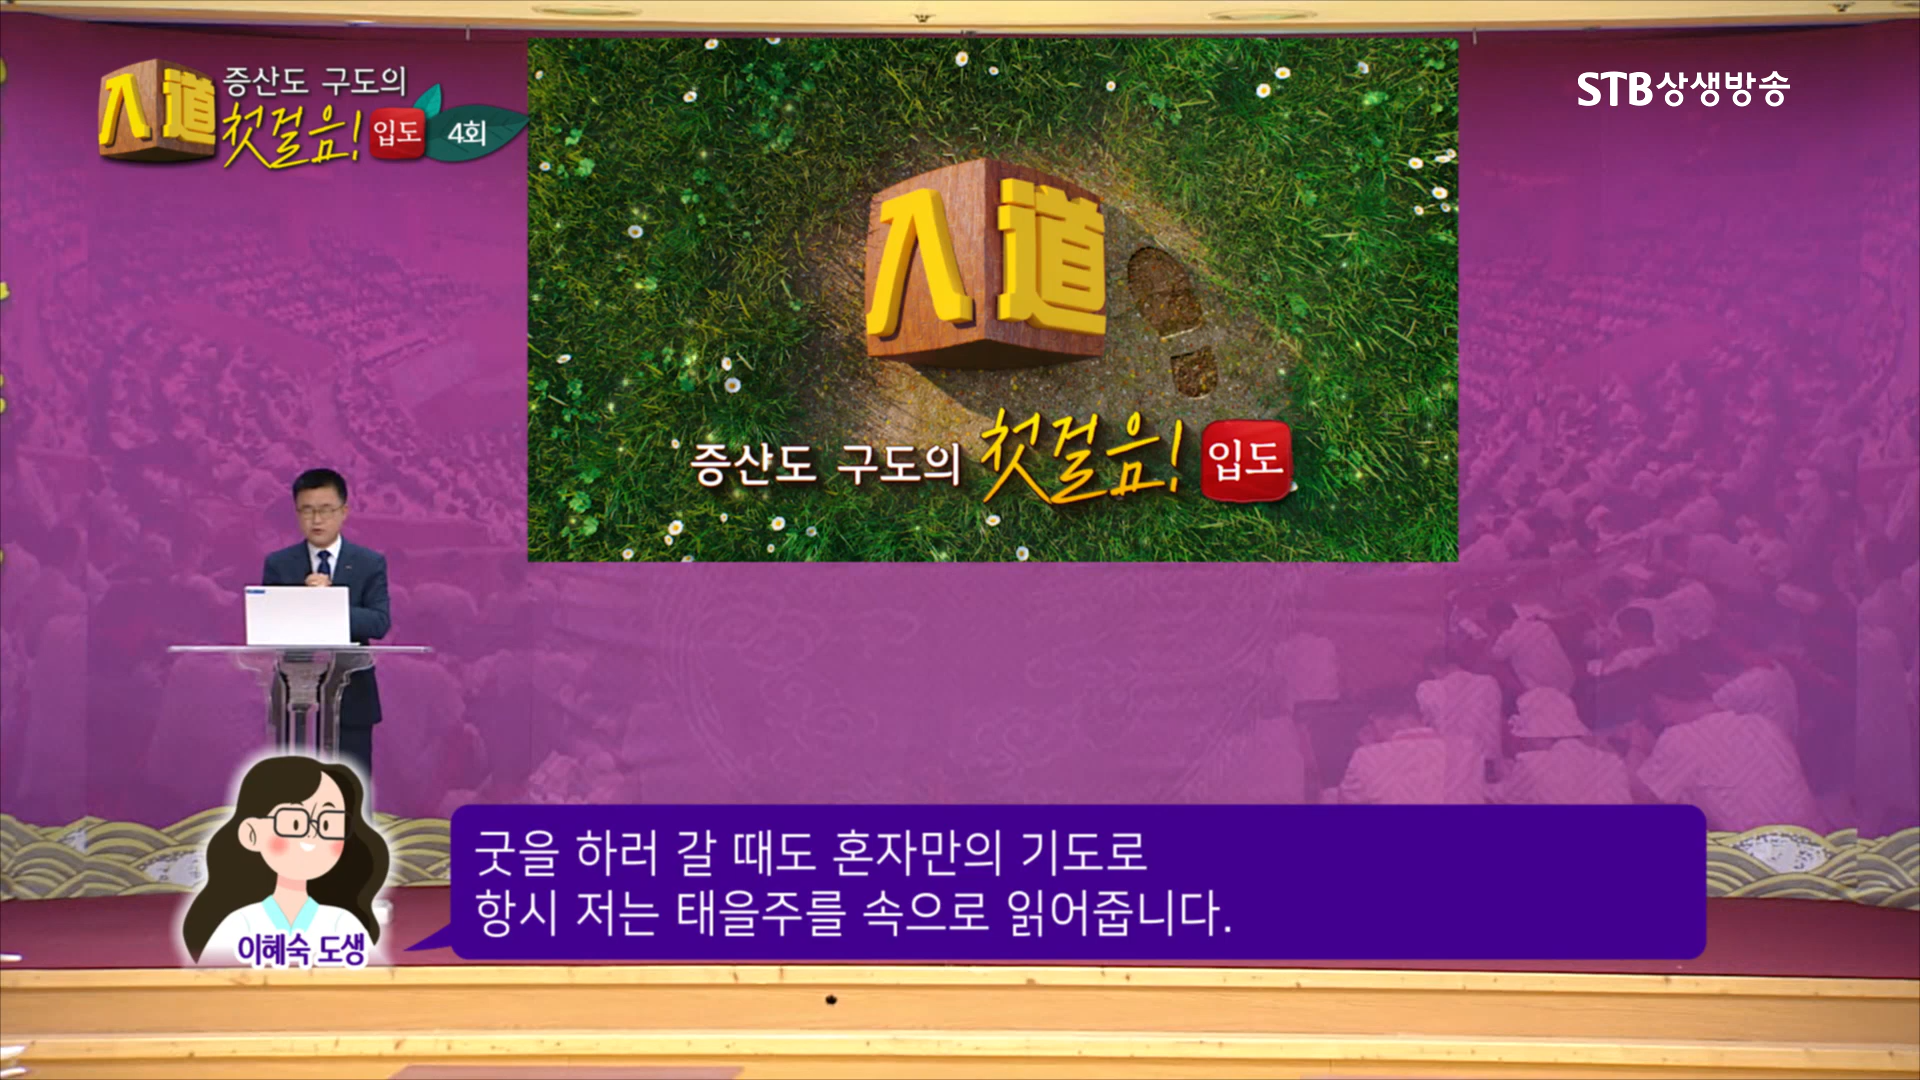 入道
증산도 구도의
첫걸음! 입도 4회
STB상생방송
入道
증산도 구도의 첫걸음! 입도
굿을 하러 갈 때도 혼자만의 기도로
항시 저는 태을주를 속으로 읽어줍니다.
이혜숙 도생